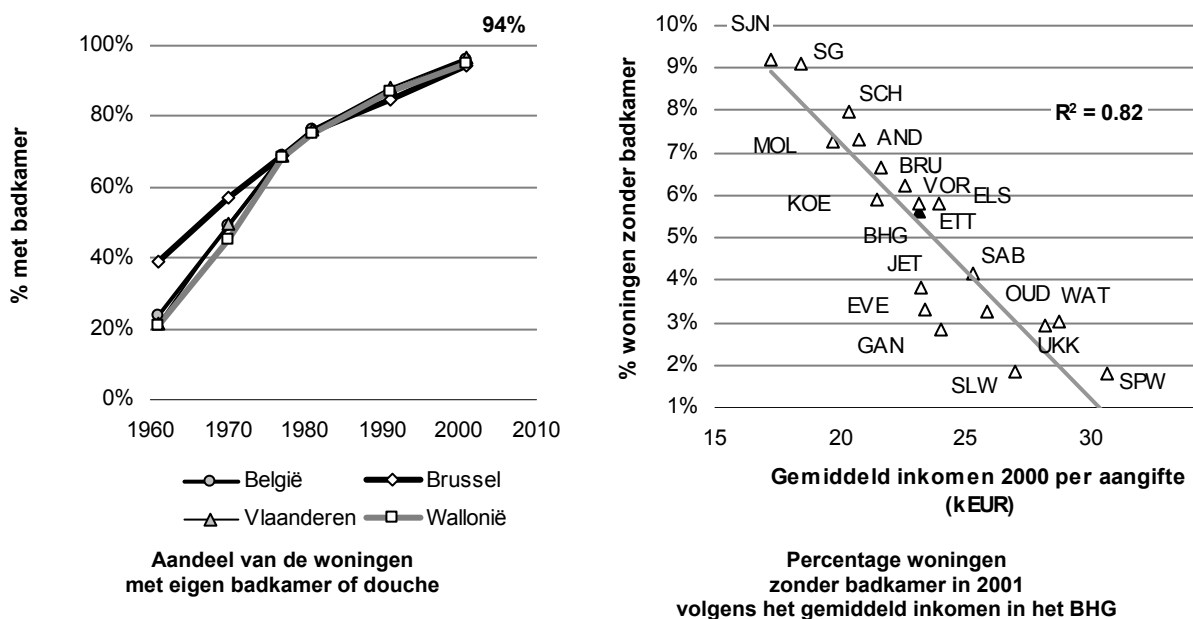 94%
100%
80%
60%
40%
20%
0%
% met badkamer
1960 1970 1980 1990 2000 2010
België Brussel
Vlaanderen Wallonië
Aandeel van de woningen
met eigen badkamer of douche
10%
9%
8%
7%
6%
5%
4%
3%
2%
1%
% woningen zonder badkamer
SJN
SG
SCH
R² = 0.82
MOL
AND
BRU
VOR
ELS
KOE
ETT
BHG
JET
SAB
OUD
WAT
EVE
GAN
UKK
SLW
SPW
15 20 25 30
Gemiddeld inkomen 2000 per aangifte
(kEUR)
Percentage woningen
zonder badkamer in 2001
volgens het gemiddeld inkomen in het BHG